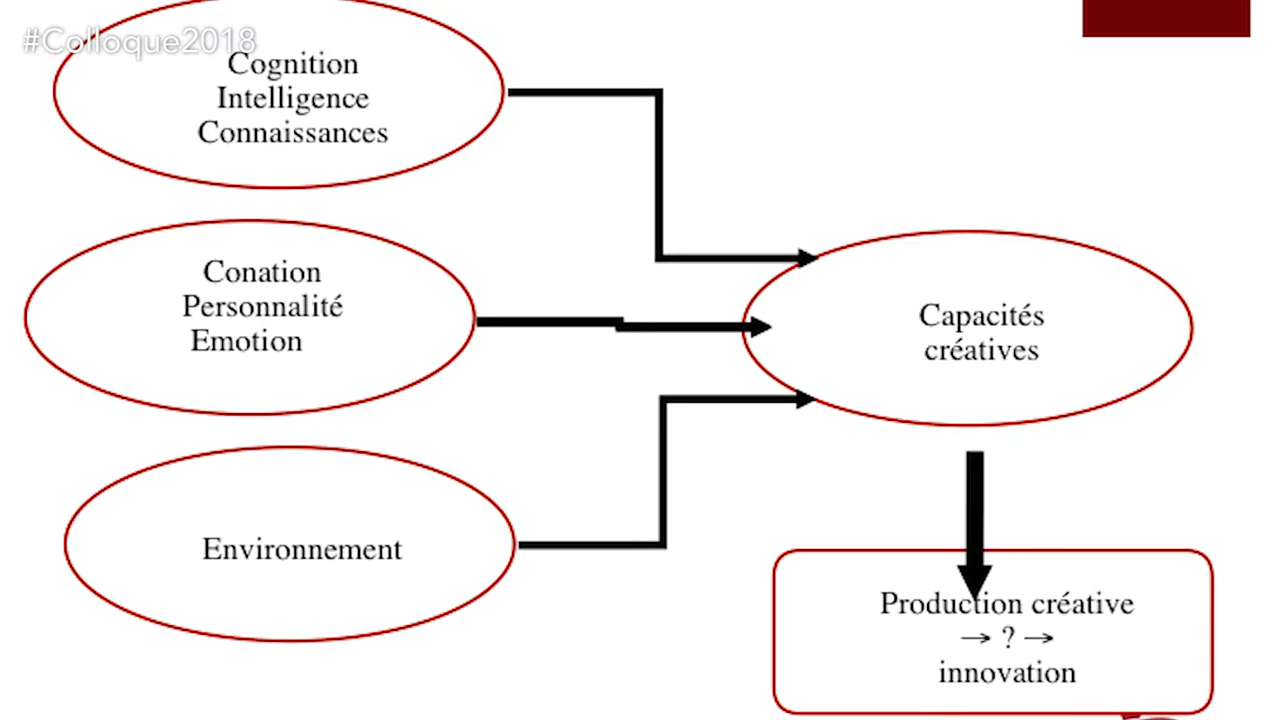 #Colloque2018
Cognition
Intelligence
Connaissances
Conation
Personnalité
Emotion
Environnement
Capacités
créatives
Production créative
→ ? →
innovation